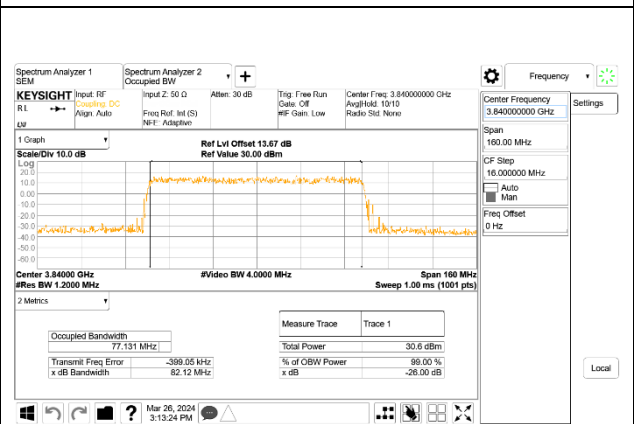 Spectrum Analyzer 1
SEM
Spectrum Analyzer 2
Occupied BW
Frequency
KEYSIGHT
RL
Input: RF
Coupling: DC
Align: Auto
Input Z: 50 Ω
Freq Ref: Int (S)
NFE: Adaptive
Atten: 30 dB
Trig: Free Run
Gate: Off
#IF Gain: Low
Center Freq: 3.840000000 GHz
Avg|Hold: 10/10
Radio Std: None
1 Graph
Scale/Div 10.0 dB
Ref Lvl Offset 13.67 dB
Ref Value 30.00 dBm
Log
20.0
10.0
0.00
-10.0
-20.0
-30.0
-40.0
-50.0
-60.0
Center 3.84000 GHz
#Res BW 1.2000 MHz
#Video BW 4.0000 MHz
Span 160 MHz
Sweep 1.00 ms (1001 pts)
2 Metrics
Occupied Bandwidth
77.131 MHz
Transmit Freq Error -399.05 kHz
x dB Bandwidth 82.12 MHz
Measure Trace Trace 1
Total Power 30.6 dBm
% of OBW Power 99.00 %
x dB -26.00 dB
Center Frequency
3.840000000 GHz
Settings
Span
160.00 MHz
CF Step
16.000000 MHz
Auto
Man
Freq Offset
0 Hz
Local
Mar 26, 2024
3:13:24 PM